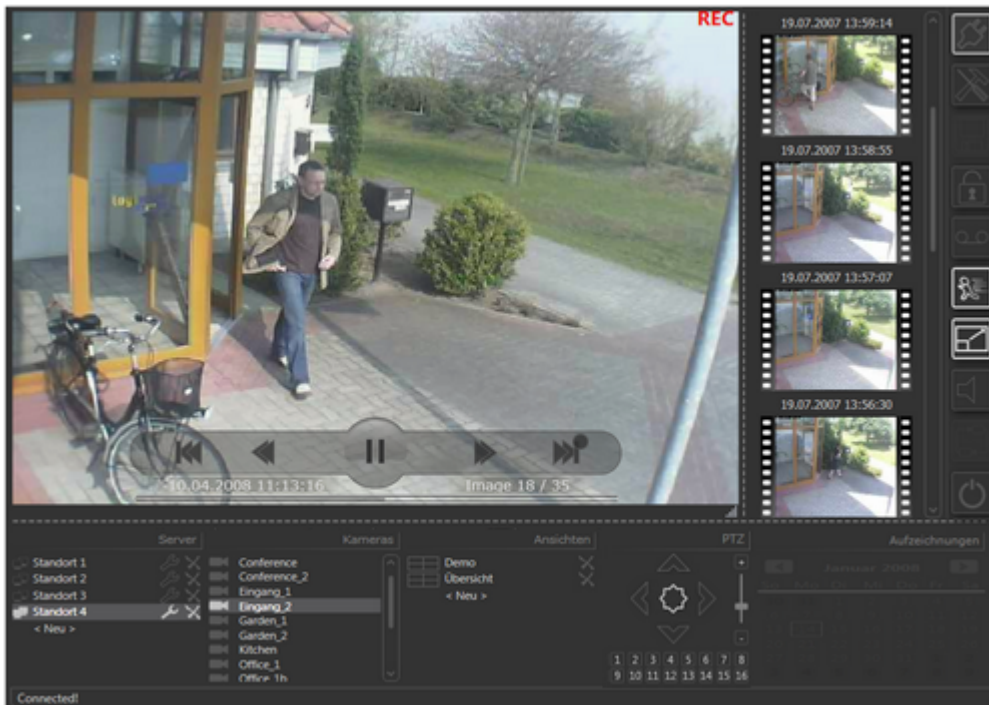 REC
19.07.2007 13:59:14
19.07.2007 13:58:55
19.07.2007 13:57:07
19.07.2007 13:56:30
10.04.2008 11:13:16
Image 18 / 35
Server
Standort 1
Standort 2
Standort 3
Standort 4
< Neu >
Kameras
Conference
Conference_2
Eingang_1
Eingang_2
Garden_1
Garden_2
Kitchen
Office_1
Office_1b
Ansichten
Demo
Übersicht
< Neu >
PTZ
+
-
1 2 3 4 5 6 7 8
9 10 11 12 13 14 15 16
Aufzeichnungen
Januar 2008
Connected!